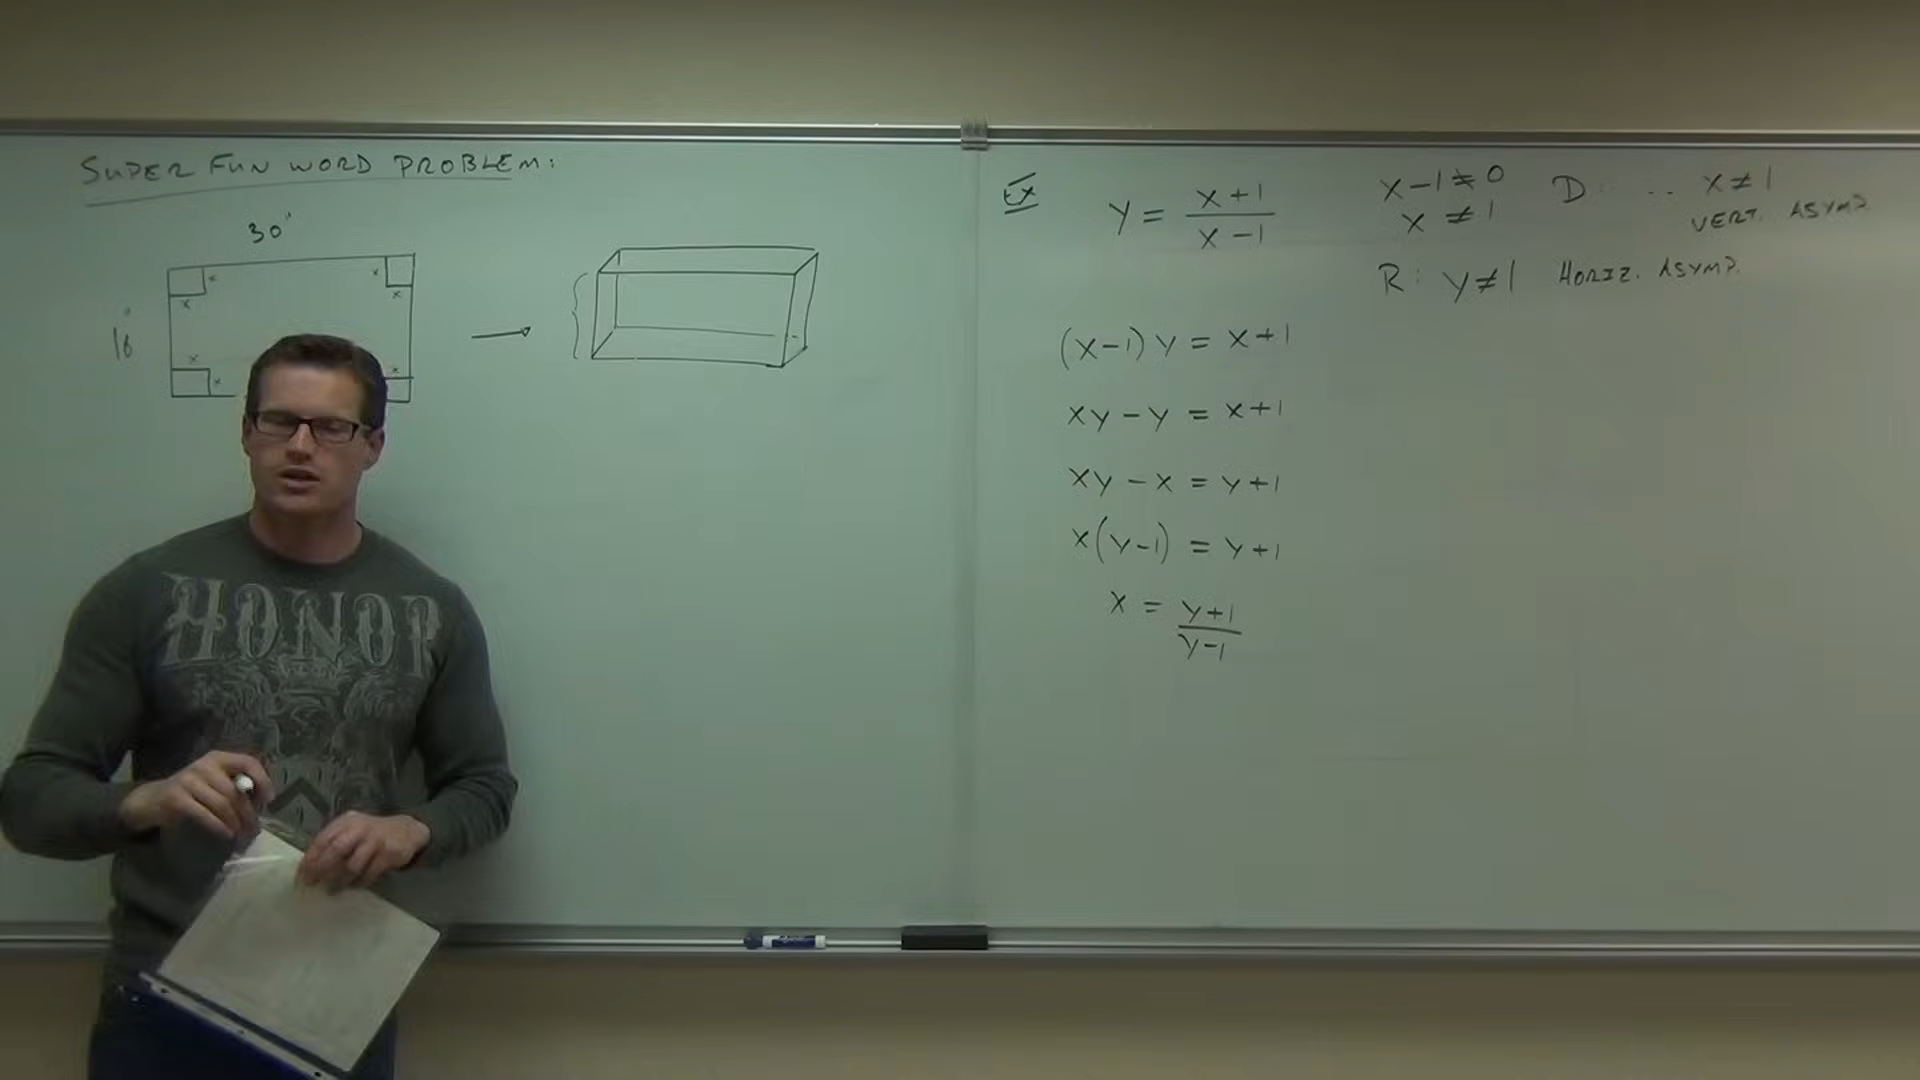 SUPER FUN WORD PROBLEM:
30"
16"
x x
x x
x x
x x
Ex
y = x+1 / x-1
x-1≠0
x ≠ 1
D: .. x≠1
VERT. ASYMP.
R: y≠1 HORIZ. ASYMP.
(x-1)y = x+1
xy-y = x+1
xy-x = y+1
x(y-1) = y+1
x = y+1 / y-1
HONOR